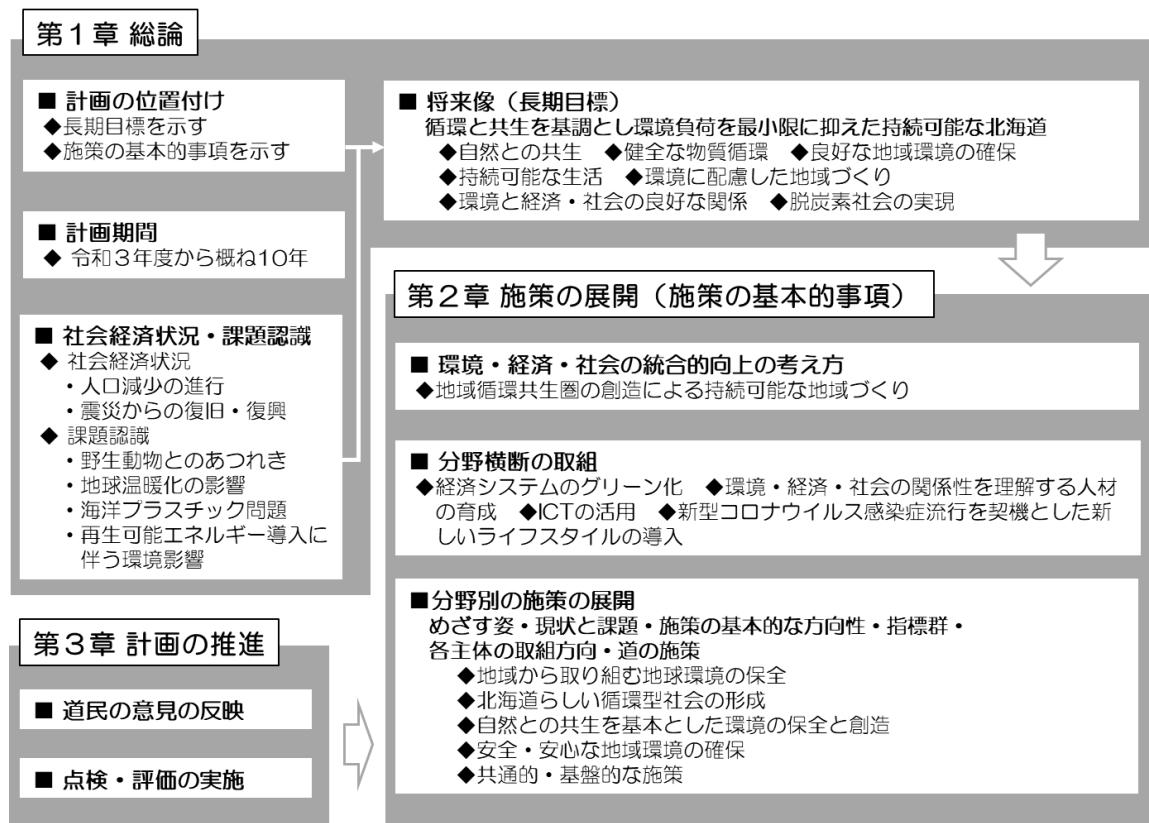 第1章 総論
■ 計画の位置付け
◆長期目標を示す
◆施策の基本的事項を示す
■ 計画期間
◆ 令和3年度から概ね10年
■ 社会経済状況・課題認識
◆ 社会経済状況
・人口減少の進行
・震災からの復旧・復興
◆ 課題認識
・野生動物とのあつれき
・地球温暖化の影響
・海洋プラスチック問題
・再生可能エネルギー導入に
伴う環境影響
■ 将来像（長期目標）
循環と共生を基調とし環境負荷を最小限に抑えた持続可能な北海道
◆自然との共生 ◆健全な物質循環 ◆良好な地域環境の確保
◆持続可能な生活 ◆環境に配慮した地域づくり
◆環境と経済・社会の良好な関係 ◆脱炭素社会の実現
第2章 施策の展開（施策の基本的事項）
■ 環境・経済・社会の統合的向上の考え方
◆地域循環共生圏の創造による持続可能な地域づくり
■ 分野横断の取組
◆経済システムのグリーン化 ◆環境・経済・社会の関係性を理解する人材
の育成 ◆ICTの活用 ◆新型コロナウイルス感染症流行を契機とした新
しいライフスタイルの導入
■分野別の施策の展開
めざす姿・現状と課題・施策の基本的な方向性・指標群・
各主体の取組方向・道の施策
◆地域から取り組む地球環境の保全
◆北海道らしい循環型社会の形成
◆自然との共生を基本とした環境の保全と創造
◆安全・安心な地域環境の確保
◆共通的・基盤的な施策
第3章 計画の推進
■ 道民の意見の反映
■ 点検・評価の実施